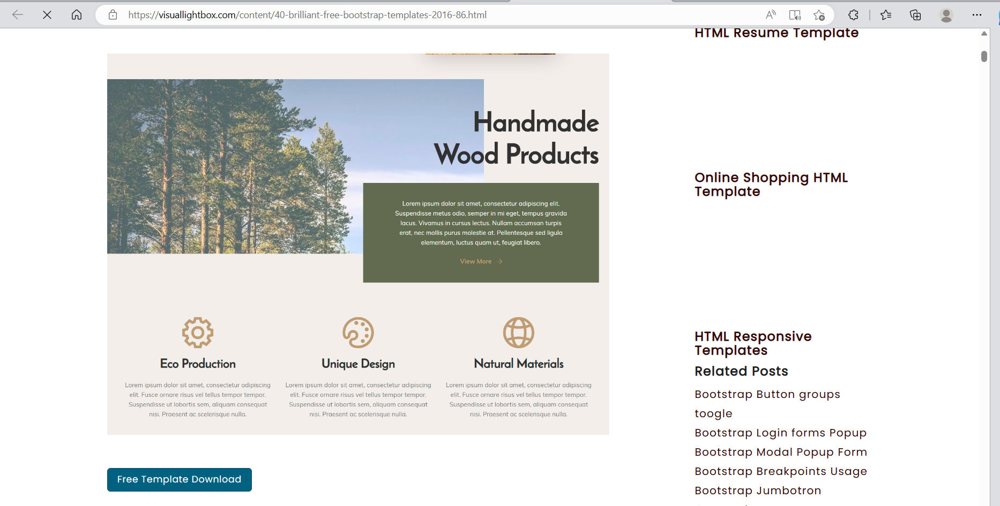 https://visuallightbox.com/content/40-brilliant-free-bootstrap-templates-2016-86.html
Handmade
Wood Products
Lorem ipsum dolor sit amet, consectetur adipiscing elit.
Suspendisse metus odio, semper in mi eget, tempus gravida
lacus. Vivamus in cursus lectus. Nullam accumsan turpis
erat, nec mollis purus molestie at. Pellentesque sed ligula
elementum, luctus quam ut, feugiat libero.
View More
Eco Production
Lorem ipsum dolor sit amet, consectetur adipiscing
elit. Fusce ornare risus vel tellus tempor tempor.
Suspendisse ut lobortis sem, aliquam consequat
nisi. Praesent ac scelerisque nulla.
Unique Design
Lorem ipsum dolor sit amet, consectetur adipiscing
elit. Fusce ornare risus vel tellus tempor tempor.
Suspendisse ut lobortis sem, aliquam consequat
nisi. Praesent ac scelerisque nulla.
Natural Materials
Lorem ipsum dolor sit amet, consectetur adipiscing
elit. Fusce ornare risus vel tellus tempor tempor.
Suspendisse ut lobortis sem, aliquam consequat
nisi. Praesent ac scelerisque nulla.
Free Template Download
HTML Resume Template
Online Shopping HTML
Template
HTML Responsive
Templates
Related Posts
Bootstrap Button groups
toogle
Bootstrap Login forms Popup
Bootstrap Modal Popup Form
Bootstrap Breakpoints Usage
Bootstrap Jumbotron